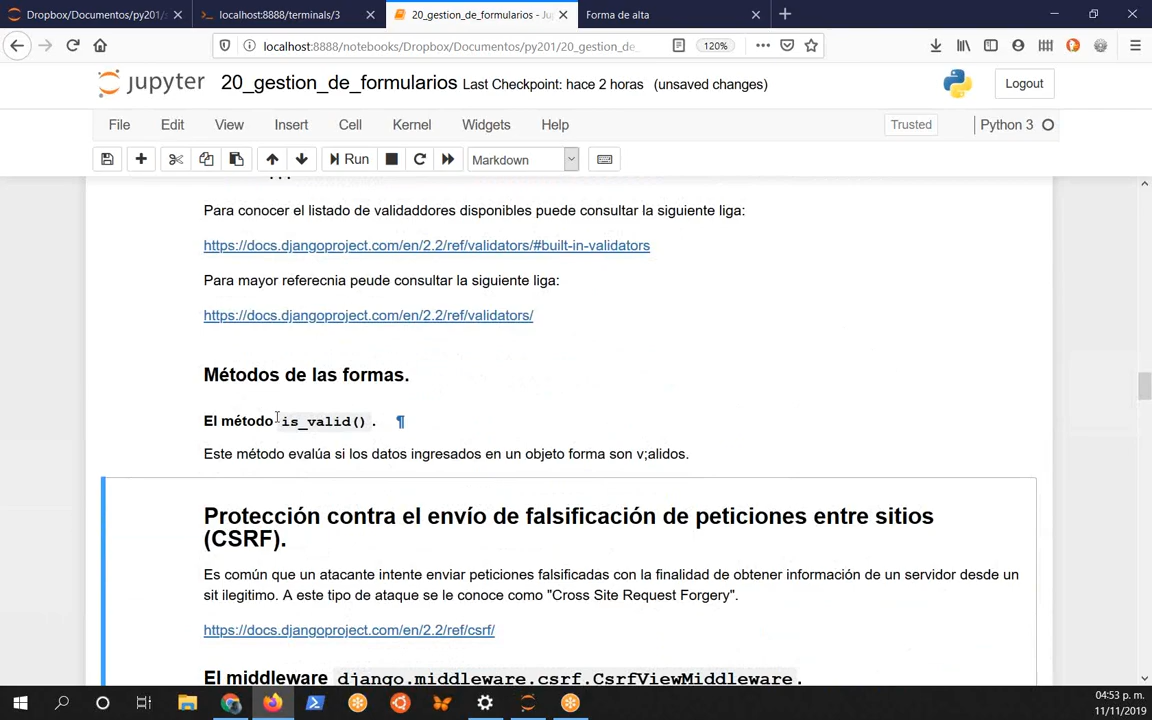 Dropbox/Documentos/py201/
localhost:8888/terminals/3
20_gestion_de_formularios - Ju
Forma de alta
localhost:8888/notebooks/Dropbox/Documentos/py201/20_gestion_de_
120%
jupyter
20_gestion_de_formularios Last Checkpoint: hace 2 horas (unsaved changes)
Logout
File Edit View Insert Cell Kernel Widgets Help
Trusted
Python 3
Run
Markdown
Para conocer el listado de validaddores disponibles puede consultar la siguiente liga:
https://docs.djangoproject.com/en/2.2/ref/validators/#built-in-validators
Para mayor referecnia peude consultar la siguiente liga:
https://docs.djangoproject.com/en/2.2/ref/validators/
Métodos de las formas.
El método is_valid() . ¶
Este método evalúa si los datos ingresados en un objeto forma son v;alidos.
Protección contra el envío de falsificación de peticiones entre sitios
(CSRF).
Es común que un atacante intente enviar peticiones falsificadas con la finalidad de obtener información de un servidor desde un
sit ilegitimo. A este tipo de ataque se le conoce como "Cross Site Request Forgery".
https://docs.djangoproject.com/en/2.2/ref/csrf/
El middleware django.middleware.csrf.CsrfViewMiddleware.
04:53 p. m.
11/11/2019